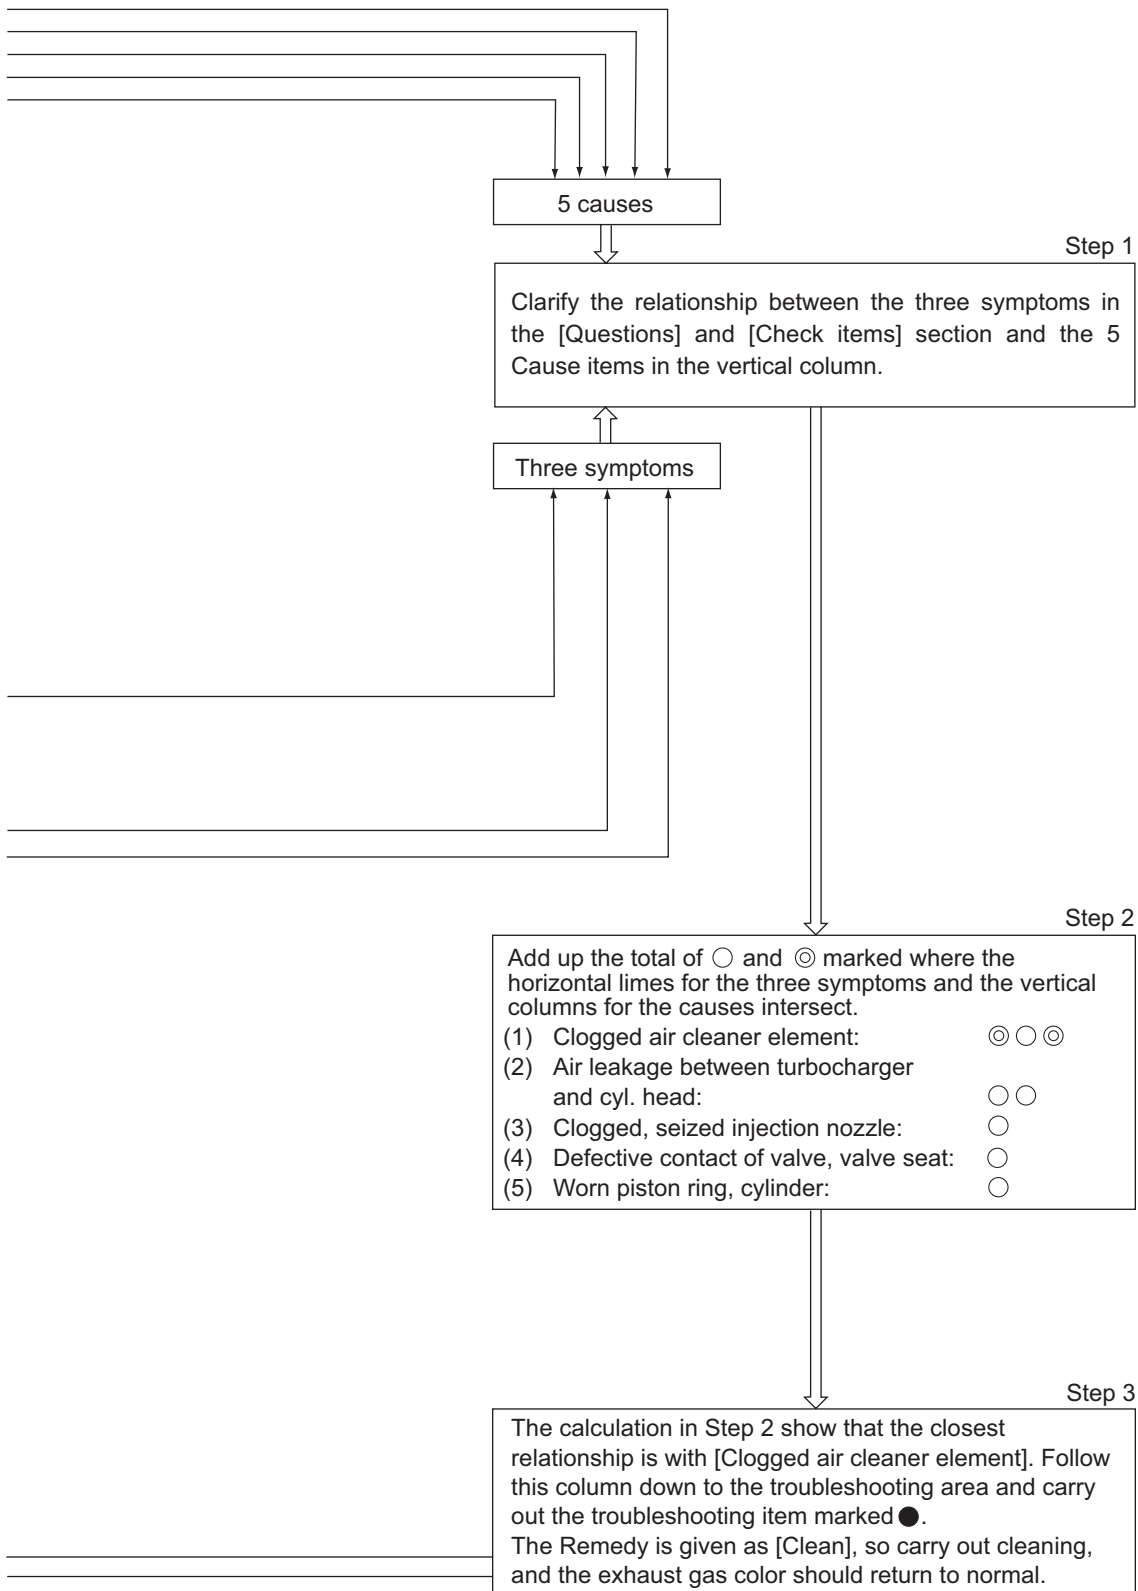 5 causes
Step 1
Clarify the relationship between the three symptoms in
the [Questions] and [Check items] section and the 5
Cause items in the vertical column.
Three symptoms
Step 2
Add up the total of ○ and ◎ marked where the
horizontal limes for the three symptoms and the vertical
columns for the causes intersect.
(1) Clogged air cleaner element: ◎ ○ ◎
(2) Air leakage between turbocharger
and cyl. head: ○ ○
(3) Clogged, seized injection nozzle: ○
(4) Defective contact of valve, valve seat: ○
(5) Worn piston ring, cylinder: ○
Step 3
The calculation in Step 2 show that the closest
relationship is with [Clogged air cleaner element]. Follow
this column down to the troubleshooting area and carry
out the troubleshooting item marked ●.
The Remedy is given as [Clean], so carry out cleaning,
and the exhaust gas color should return to normal.